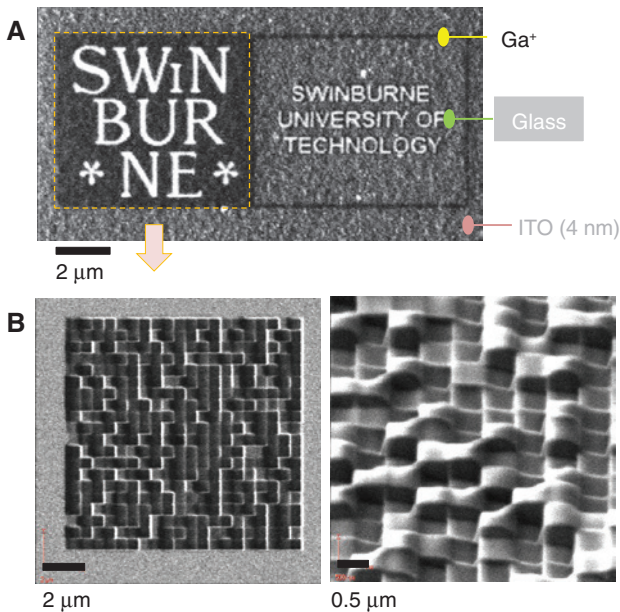 A
SWIN
BUR
* NE *
SWINBURNE
UNIVERSITY OF
TECHNOLOGY
Ga⁺
Glass
ITO (4 nm)
2 μm
B
2 μm
0.5 μm